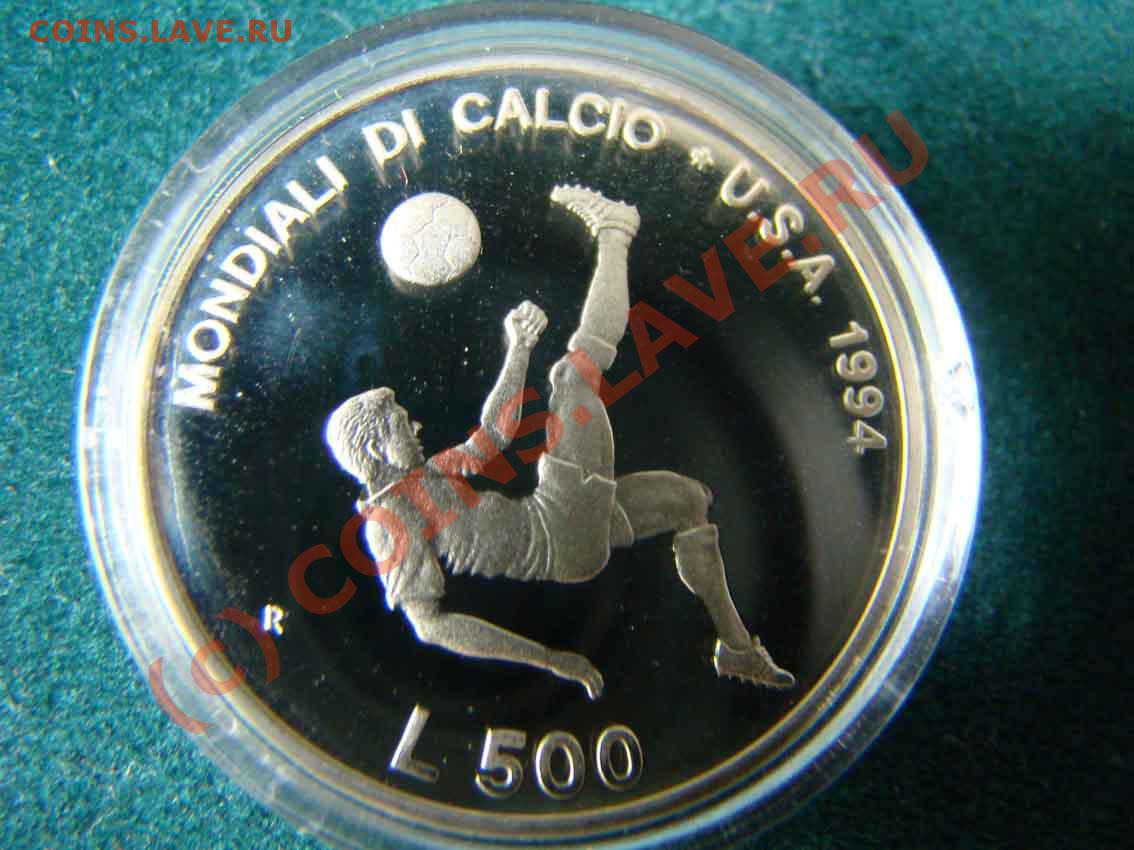 COINS.LAVE.RU
MONDIALI DI CALCIO * U.S.A. 1994
(c) COINS.LAVE.RU
R
L 500